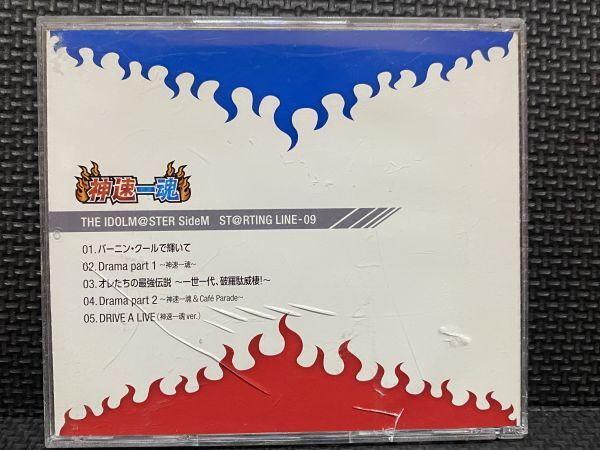 神速一魂
THE IDOLM@STER SideM ST@RTING LINE-09
01. バーニン・クールで輝いて
02. Drama part 1 ～神速一魂～
03. オレたちの最強伝説 ～一世一代、破羅駄威棲！～
04. Drama part 2 ～神速一魂 & Café Parade～
05. DRIVE A LIVE (神速一魂 ver.)